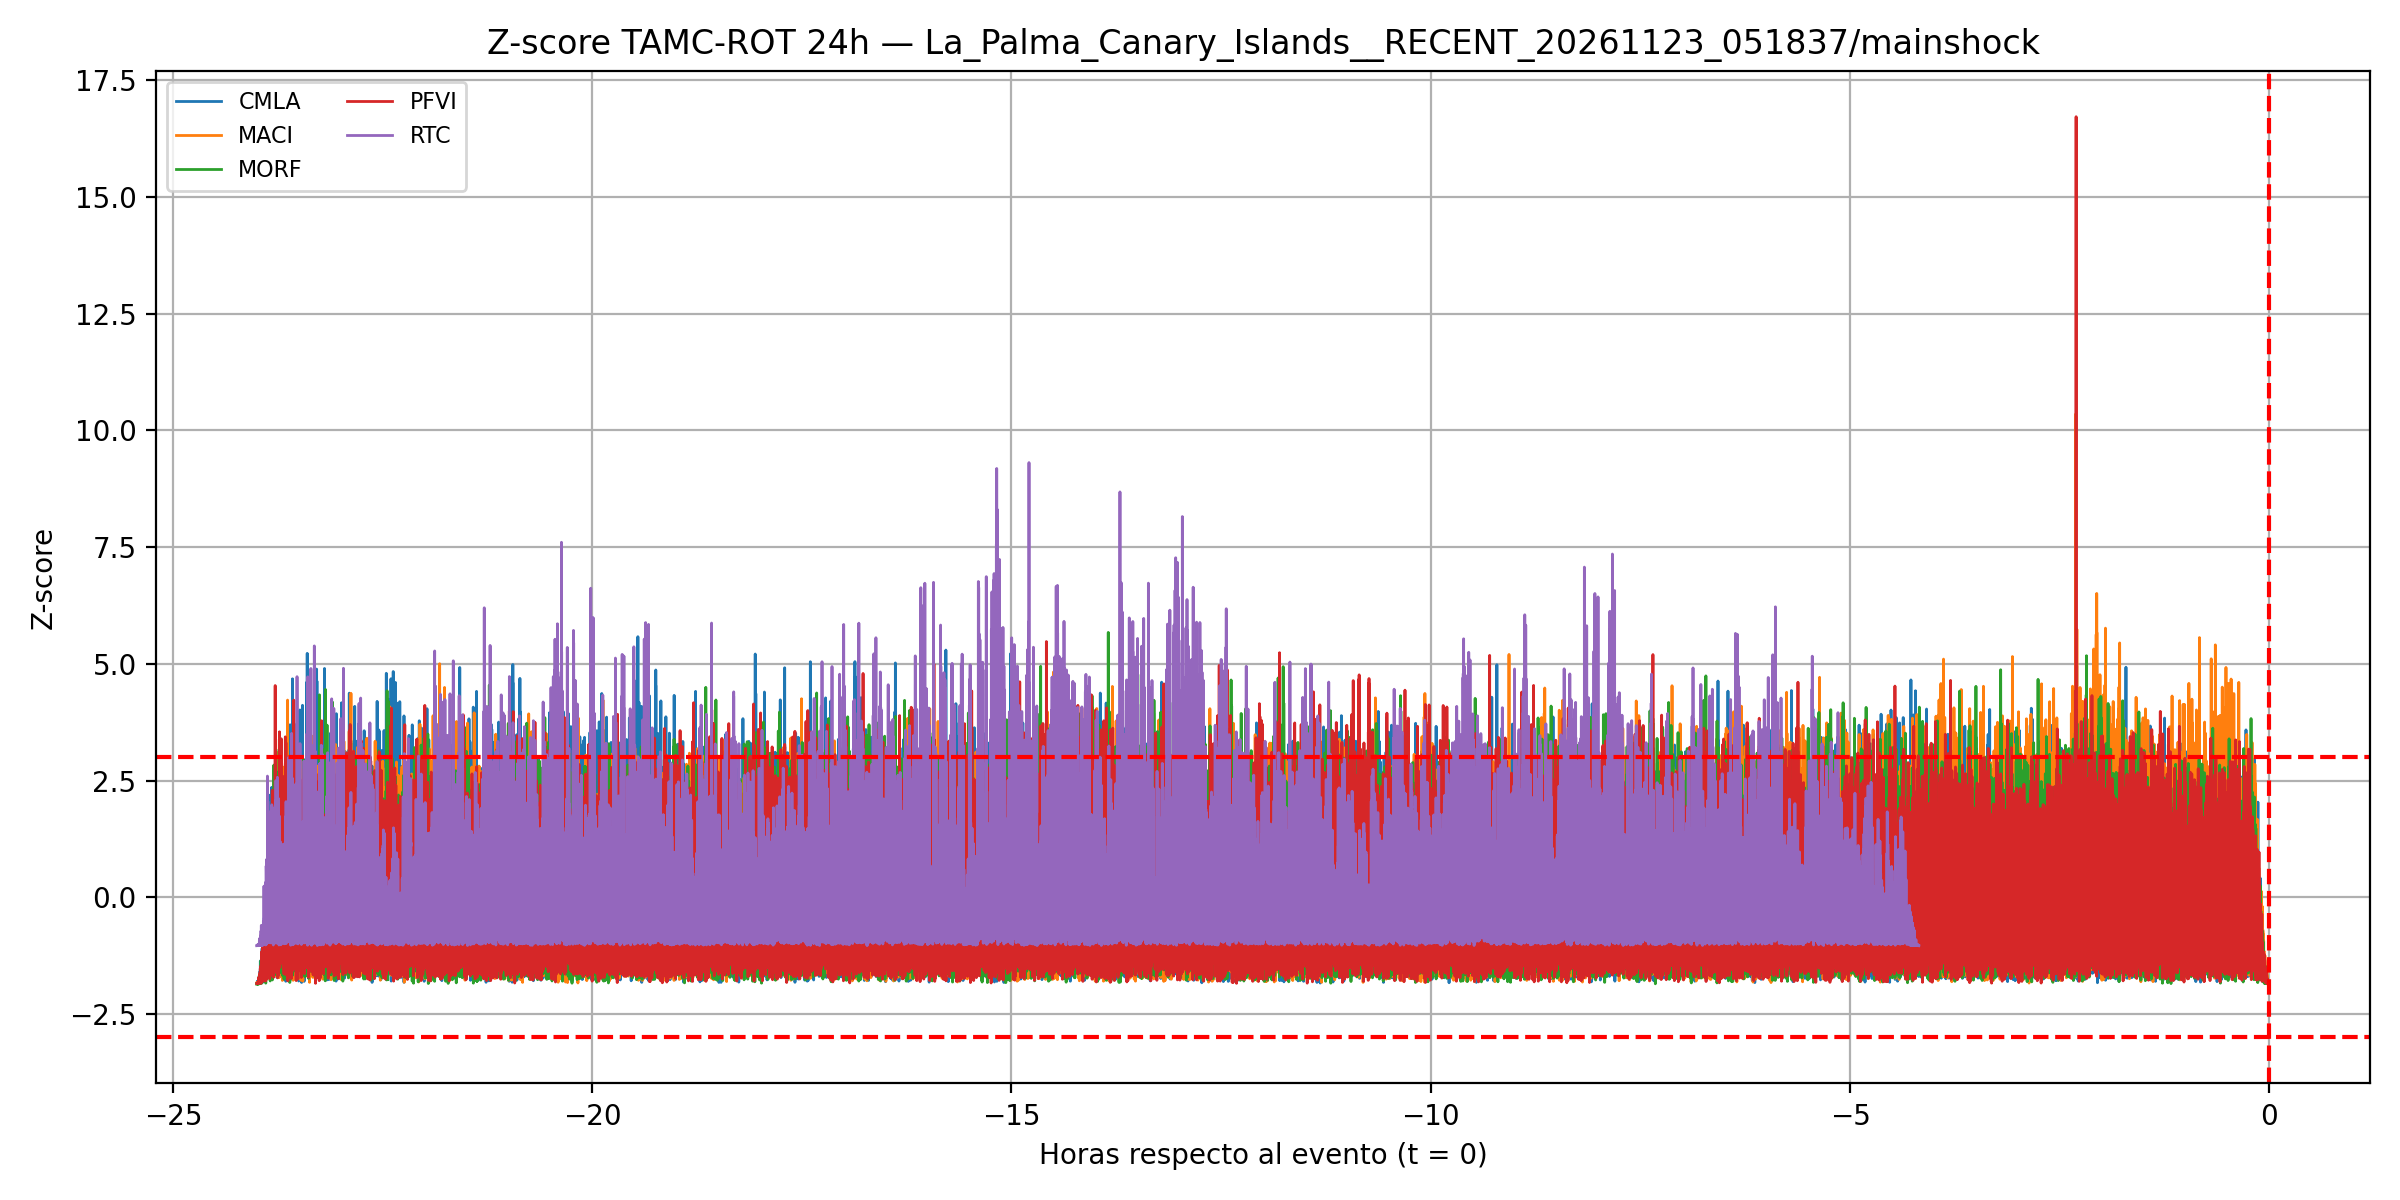 Z-score TAMC-ROT 24h — La_Palma_Canary_Islands__RECENT_20261123_051837/mainshock
CMLA
MACI
MORF
PFVI
RTC
17.5
15.0
12.5
10.0
7.5
5.0
2.5
0.0
−2.5
Z-score
−25
−20
−15
−10
−5
0
Horas respecto al evento (t = 0)